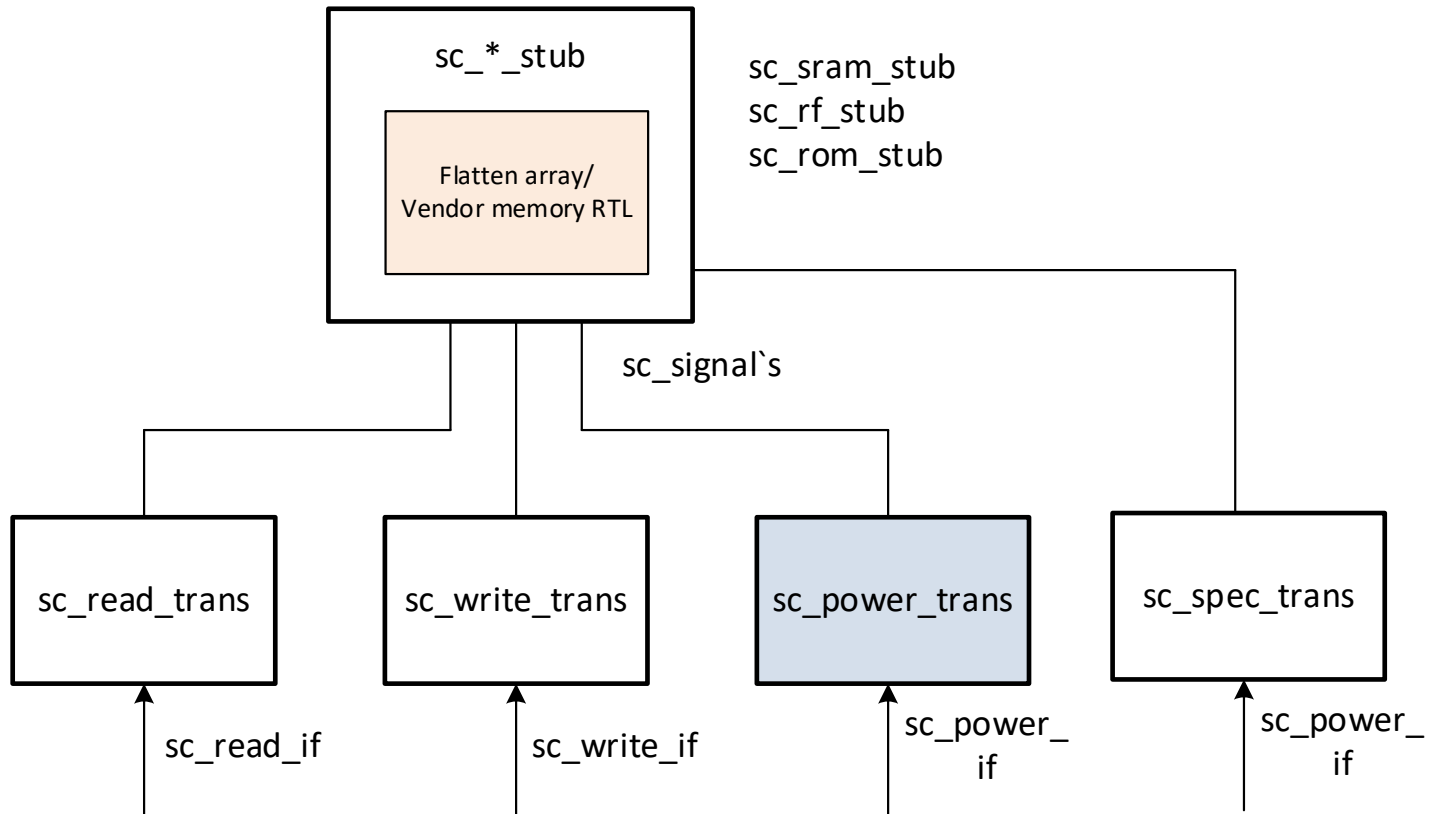 sc_*_stub
Flatten array/
Vendor memory RTL
sc_sram_stub
sc_rf_stub
sc_rom_stub
sc_signal`s
sc_read_trans
sc_write_trans
sc_power_trans
sc_spec_trans
sc_read_if
sc_write_if
sc_power_
if
sc_power_
if